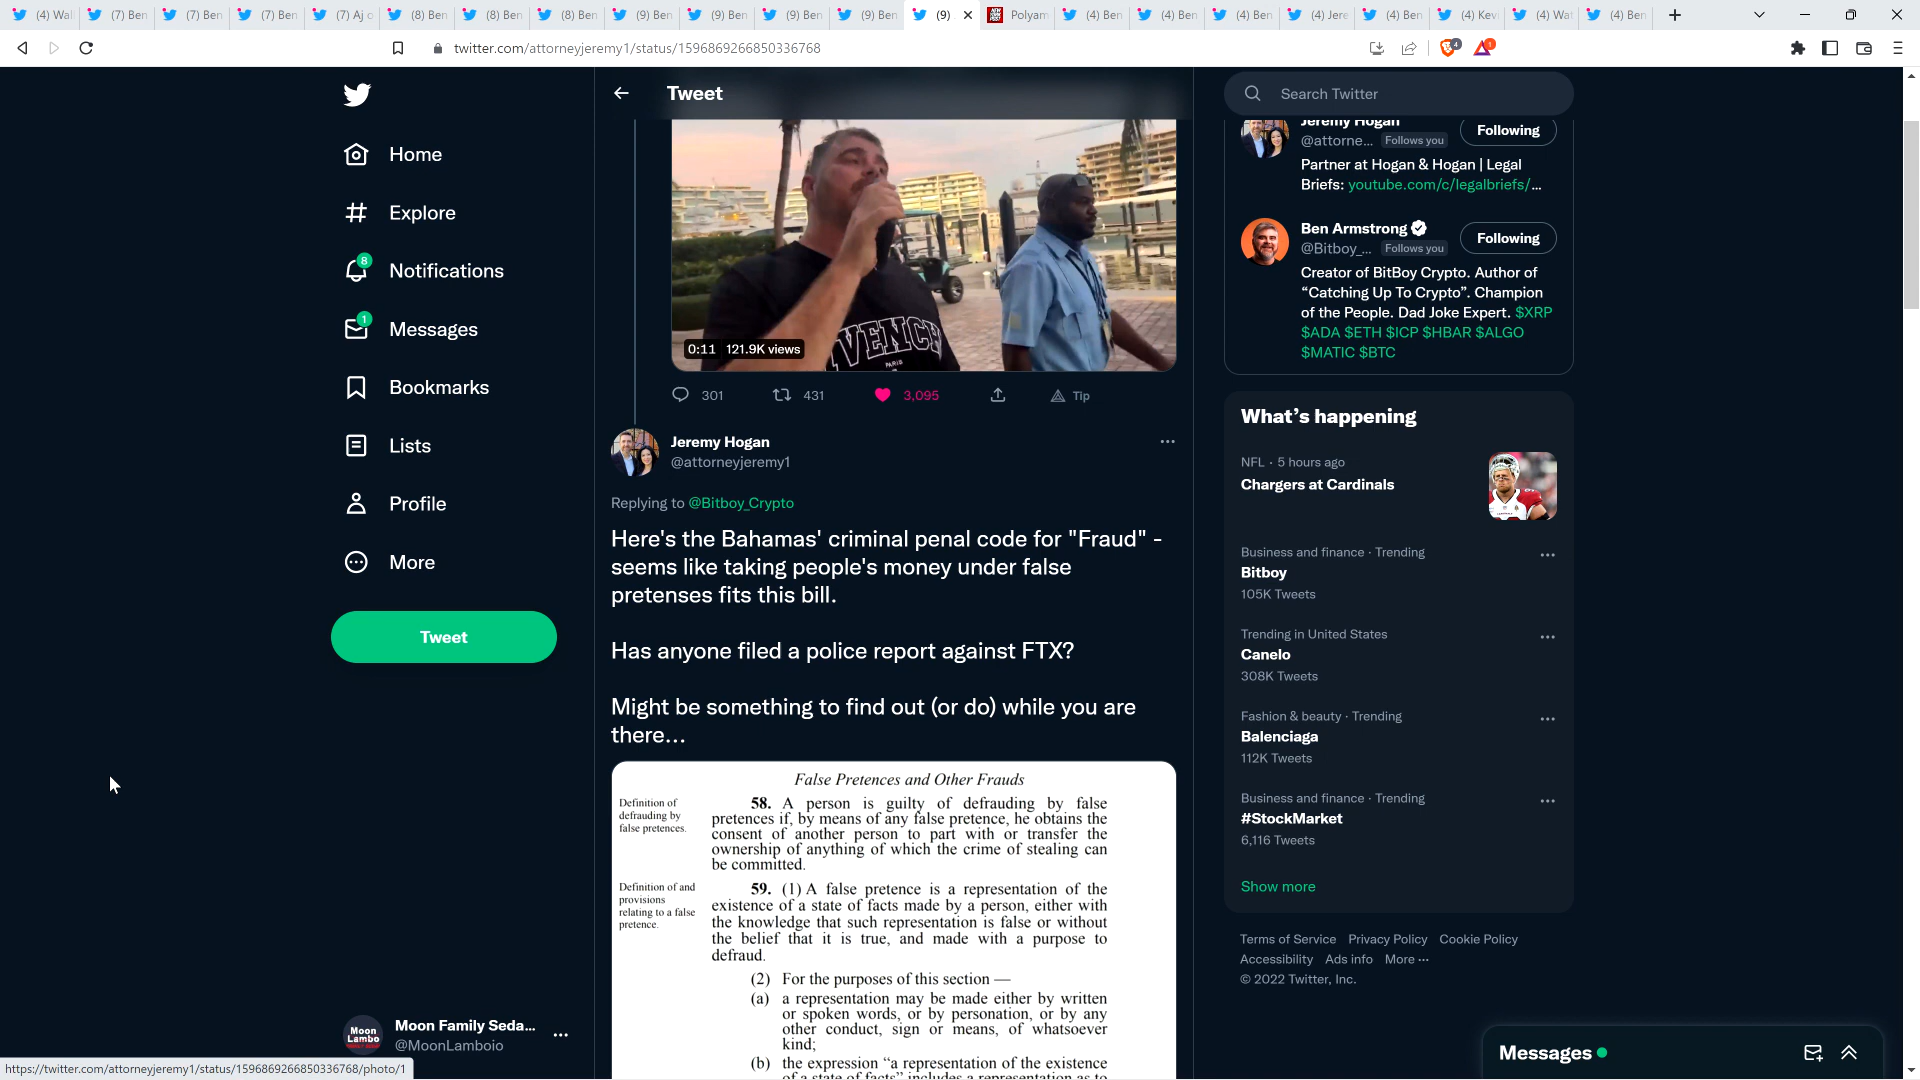 (4) Wal
(7) Ben
(7) Ben
(7) Ben
(7) Aj
(8) Ben
(8) Ben
(8) Ben
(9) Ben
(9) Ben
(9) Ben
(9) Ben
(9)
Polyam
(4) Ben
(4) Ben
(4) Ben
(4) Jere
(4) Ben
(4) Kev
(4) Wat
(4) Ben
twitter.com/attorneyjeremy1/status/1596869266850336768
4
1
Home
Explore
8
Notifications
1
Messages
Bookmarks
Lists
Profile
More
Tweet
Moon Lambo
Moon Family Seda...
@MoonLamboio
https://twitter.com/attorneyjeremy1/status/1596869266850336768/photo/1
Tweet
PARIS
0:11 121.9K views
301
431
3,095
Tip
Jeremy Hogan
@attorneyjeremy1
Replying to @Bitboy_Crypto
Here's the Bahamas' criminal penal code for "Fraud" -
seems like taking people's money under false
pretenses fits this bill.
Has anyone filed a police report against FTX?
Might be something to find out (or do) while you are
there...
False Pretences and Other Frauds
Definition of
defrauding by
false pretences.
58. A person is guilty of defrauding by false
pretences if, by means of any false pretence, he obtains the
consent of another person to part with or transfer the
ownership of anything of which the crime of stealing can
be committed.
Definition of and
provisions
relating to a false
pretence.
59. (1) A false pretence is a representation of the
existence of a state of facts made by a person, either with
the knowledge that such representation is false or without
the belief that it is true, and made with a purpose to
defraud.
(2) For the purposes of this section —
(a) a representation may be made either by written
or spoken words, or by personation, or by any
other conduct, sign or means, of whatsoever
kind;
(b) the expression “a representation of the existence
of a state of facts” includes a representation as to
Search Twitter
Jeremy Hogan
@attorne... Follows you
Following
Partner at Hogan & Hogan | Legal
Briefs: youtube.com/c/legalbriefs/...
Ben Armstrong
@Bitboy_... Follows you
Following
Creator of BitBoy Crypto. Author of
“Catching Up To Crypto”. Champion
of the People. Dad Joke Expert. $XRP
$ADA $ETH $ICP $HBAR $ALGO
$MATIC $BTC
What’s happening
NFL · 5 hours ago
Chargers at Cardinals
Business and finance · Trending
Bitboy
105K Tweets
Trending in United States
Canelo
308K Tweets
Fashion & beauty · Trending
Balenciaga
112K Tweets
Business and finance · Trending
#StockMarket
6,116 Tweets
Show more
Terms of Service Privacy Policy Cookie Policy
Accessibility Ads info More ···
© 2022 Twitter, Inc.
Messages